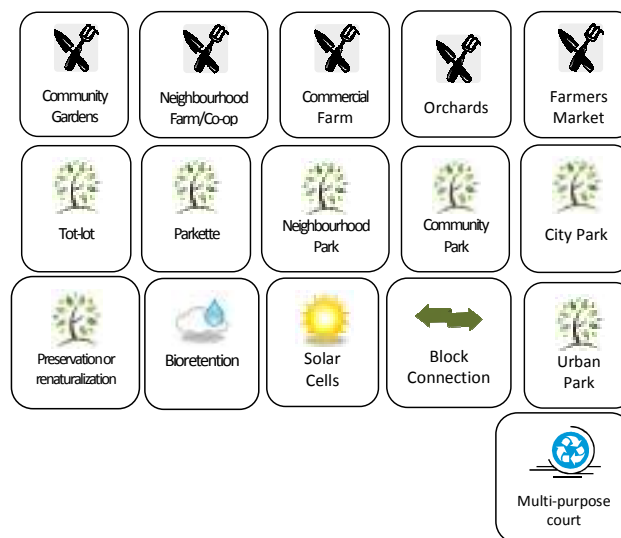 Community
Gardens
Neighbourhood
Farm/Co-op
Commercial
Farm
Orchards
Farmers
Market
Tot-lot
Parkette
Neighbourhood
Park
Community
Park
City Park
Preservation or
renaturalization
Bioretention
Solar
Cells
Block
Connection
Urban
Park
Multi-purpose
court